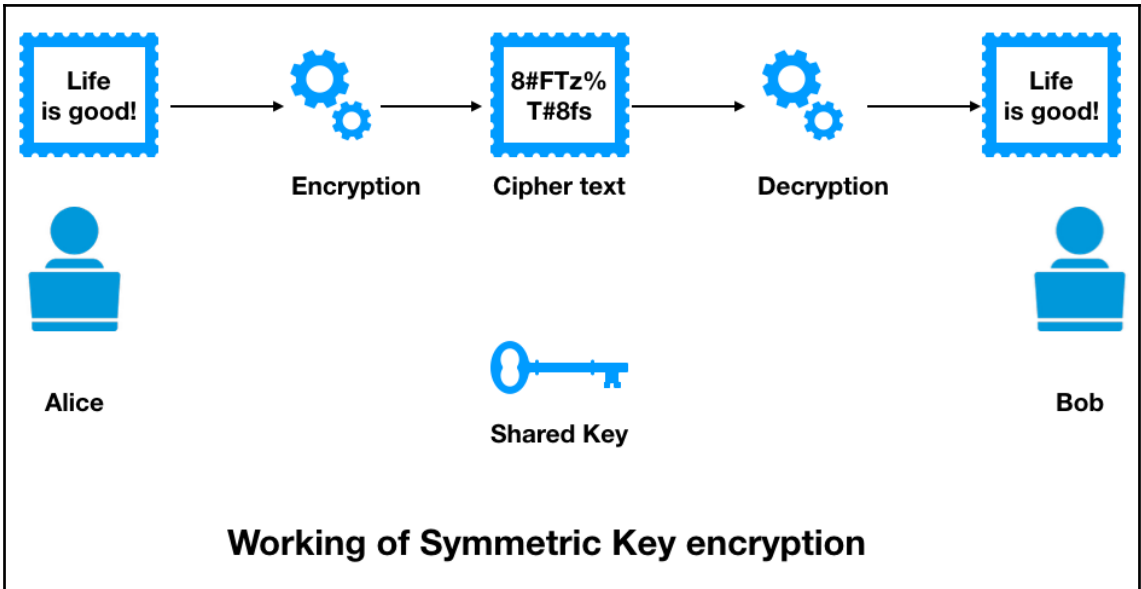 Life
is good!
8#FTz%
T#8fs
Life
is good!
Encryption
Cipher text
Decryption
Alice
Bob
Shared Key
Working of Symmetric Key encryption